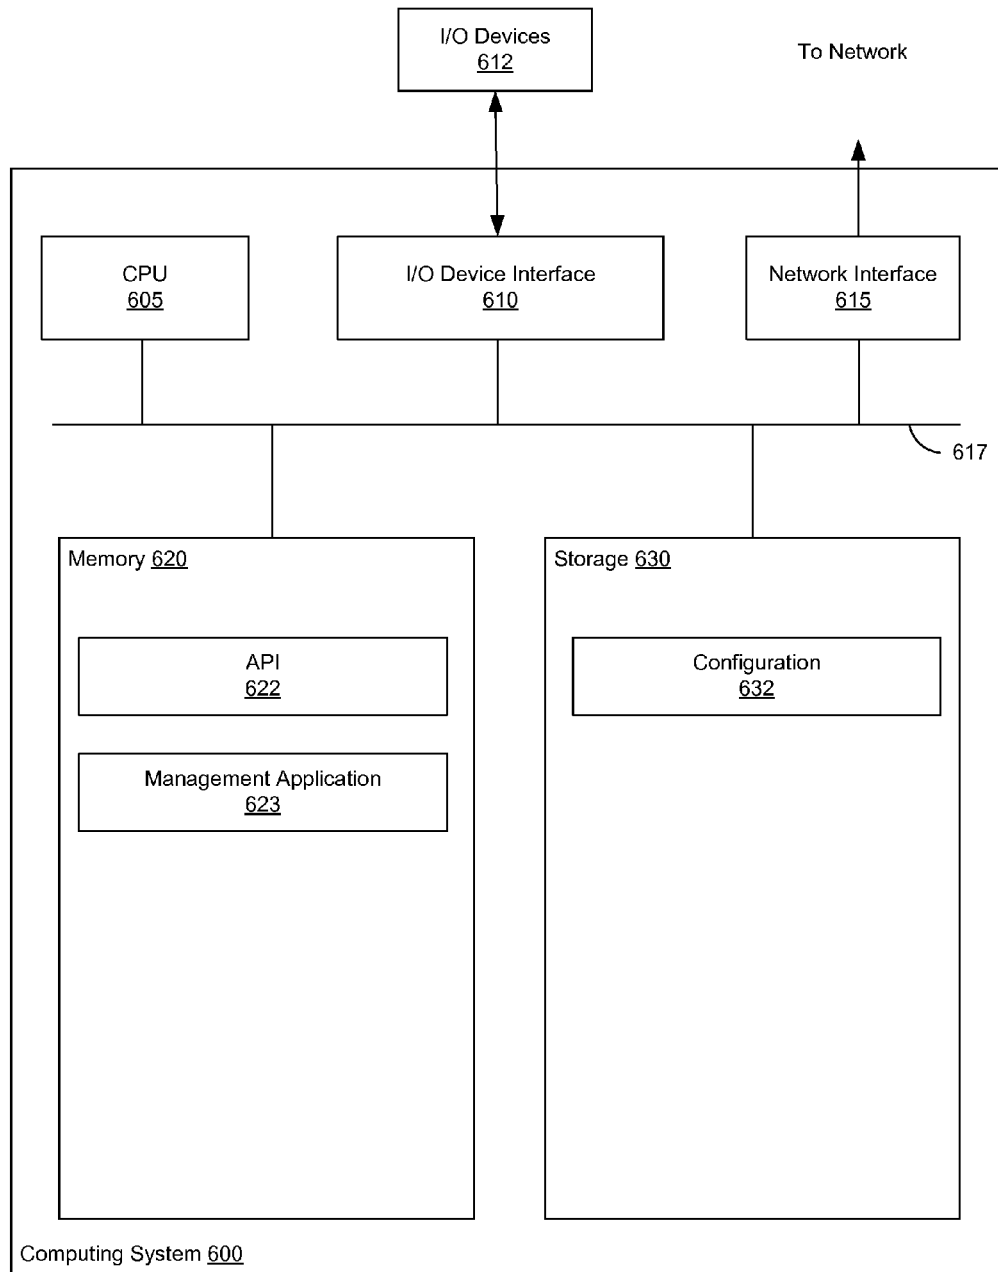 I/O Devices
612
To Network
CPU
605
I/O Device Interface
610
Network Interface
615
617
Memory 620
Storage 630
API
622
Configuration
632
Management Application
623
Computing System 600